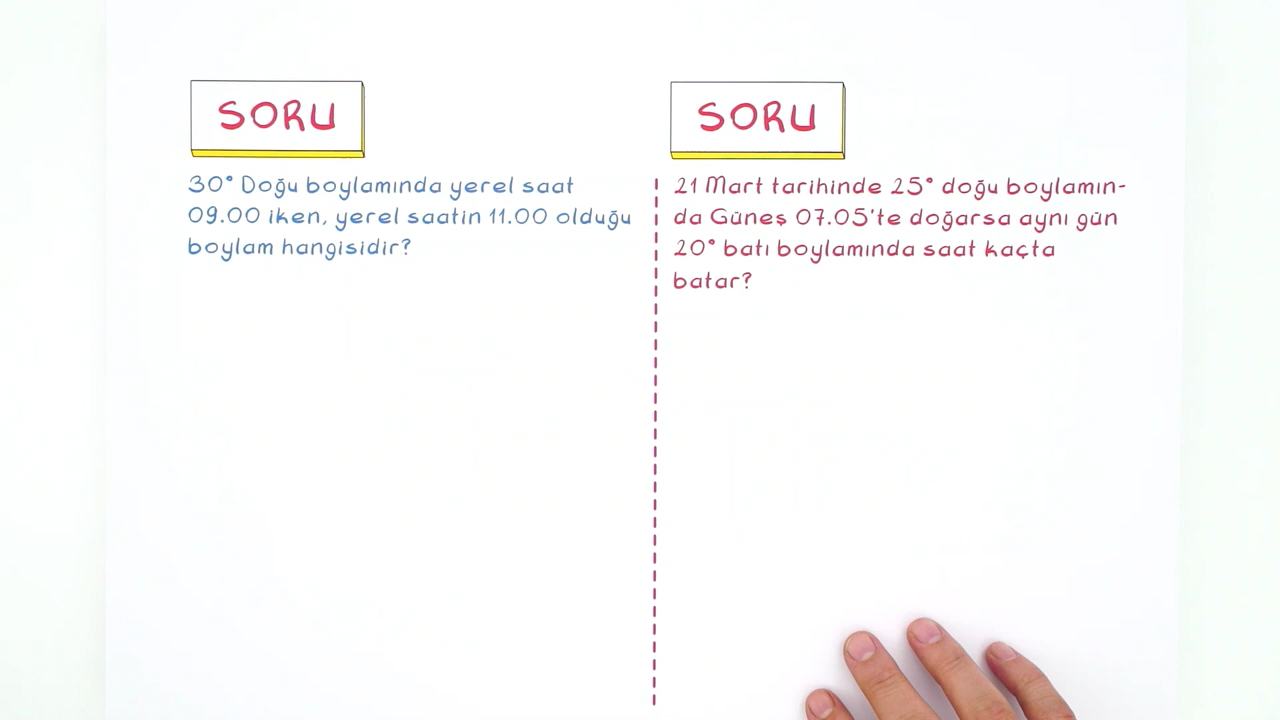 SORU
30° Doğu boylamında yerel saat
09.00 iken, yerel saatin 11.00 olduğu
boylam hangisidir?
SORU
21 Mart tarihinde 25° doğu boylamın-
da Güneş 07.05'te doğarsa aynı gün
20° batı boylamında saat kaçta
batar?